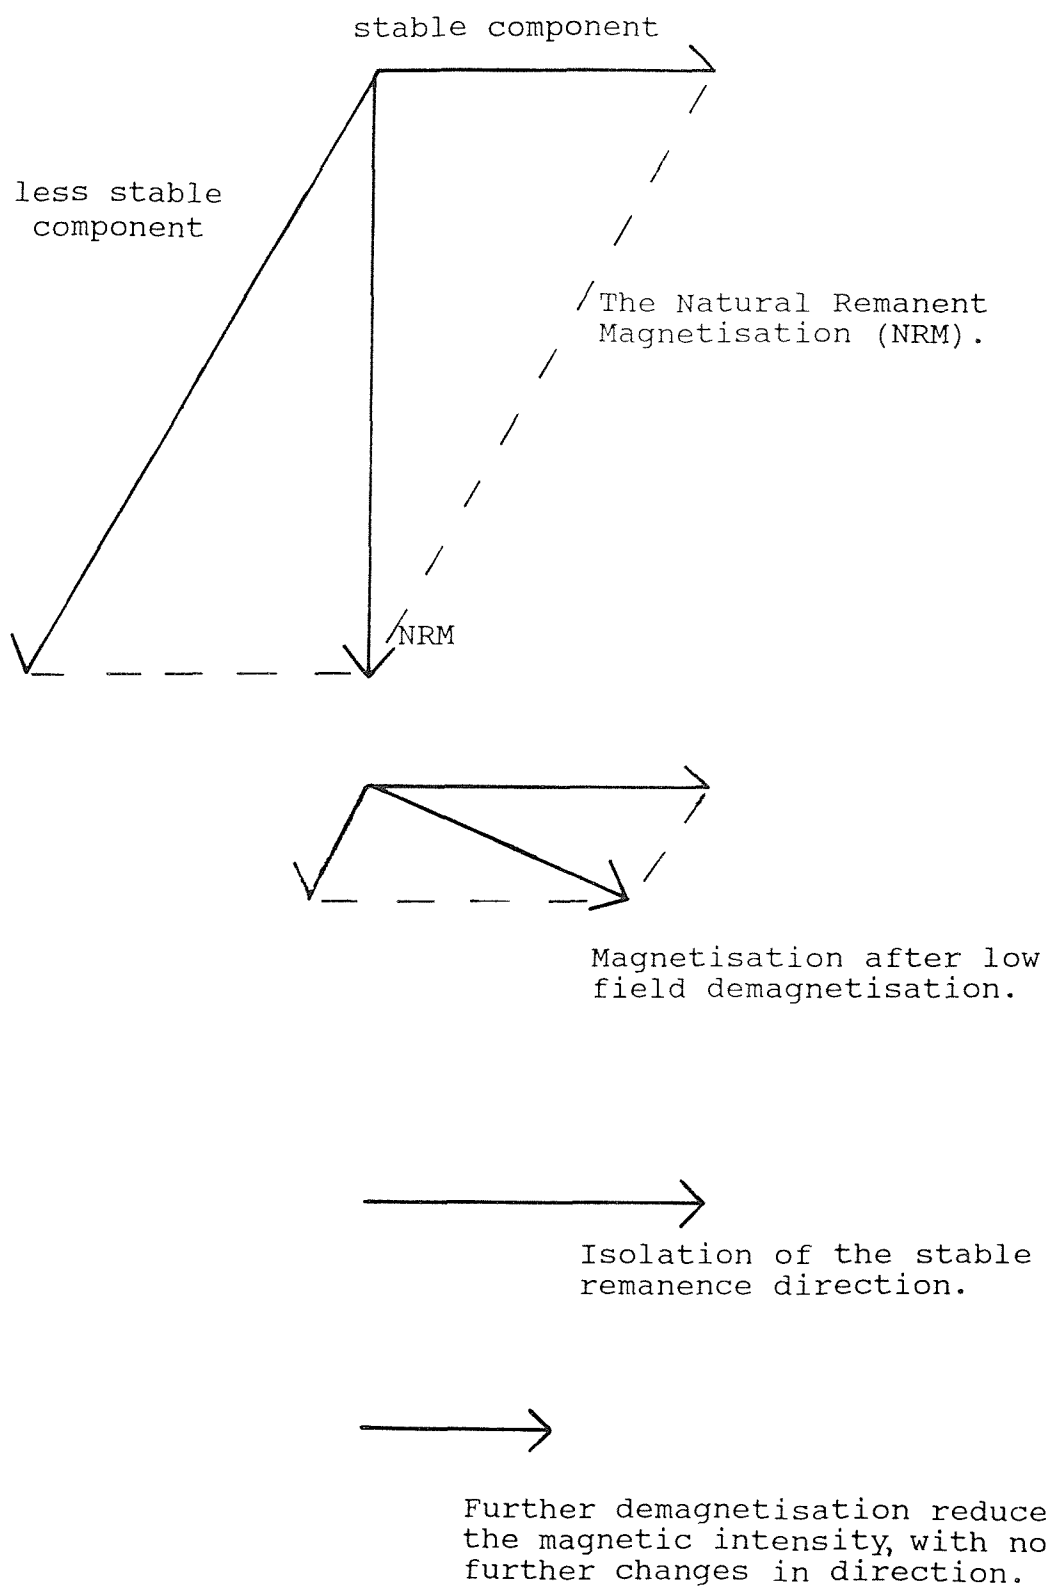 stable component
less stable
component
The Natural Remanent
Magnetisation (NRM).
NRM
Magnetisation after low
field demagnetisation.
Isolation of the stable
remanence direction.
Further demagnetisation reduce
the magnetic intensity, with no
further changes in direction.